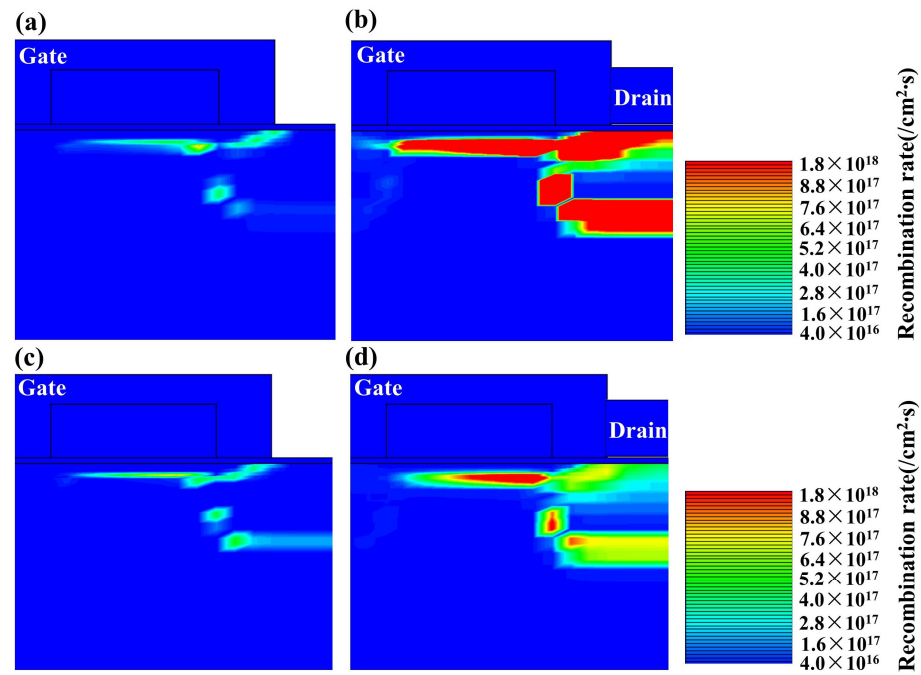 (a)
(b)
Gate
Gate
Drain
1.8×10¹⁸
8.8×10¹⁷
7.6×10¹⁷
6.4×10¹⁷
5.2×10¹⁷
4.0×10¹⁷
2.8×10¹⁷
1.6×10¹⁷
4.0×10¹⁶
Recombination rate(/cm²·s)
(c)
(d)
Gate
Gate
Drain
1.8×10¹⁸
8.8×10¹⁷
7.6×10¹⁷
6.4×10¹⁷
5.2×10¹⁷
4.0×10¹⁷
2.8×10¹⁷
1.6×10¹⁷
4.0×10¹⁶
Recombination rate(/cm²·s)